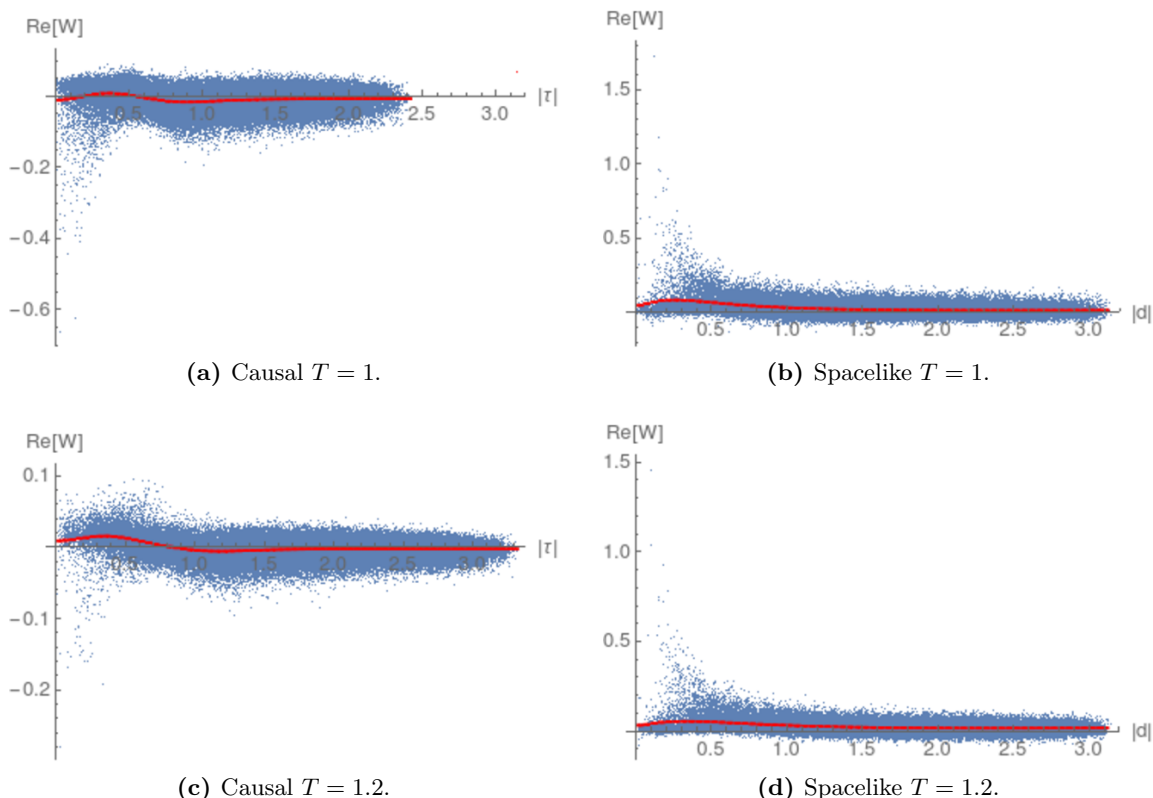 Re[W]
|τ|
0.5 1.0 1.5 2.0 2.5 3.0
−0.2
−0.4
−0.6
(a) Causal T = 1.
Re[W]
1.5
1.0
0.5
|d|
0.5 1.0 1.5 2.0 2.5 3.0
(b) Spacelike T = 1.
Re[W]
0.1
|τ|
0.5 1.0 1.5 2.0 2.5 3.0
−0.1
−0.2
(c) Causal T = 1.2.
Re[W]
1.5
1.0
0.5
|d|
0.5 1.0 1.5 2.0 2.5 3.0
(d) Spacelike T = 1.2.